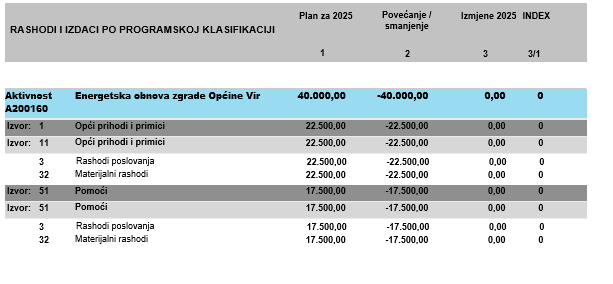 RASHODI I IZDACI PO PROGRAMSKOJ KLASIFIKACIJI Plan za 2025 Povećanje / smanjenje Izmjene 2025 INDEX
1 2 3 3/1
Aktivnost A200160 Energetska obnova zgrade Općine Vir 40.000,00 -40.000,00 0,00 0
Izvor: 1 Opći prihodi i primici 22.500,00 -22.500,00 0,00 0
Izvor: 11 Opći prihodi i primici 22.500,00 -22.500,00 0,00 0
3 Rashodi poslovanja 22.500,00 -22.500,00 0,00 0
32 Materijalni rashodi 22.500,00 -22.500,00 0,00 0
Izvor: 51 Pomoći 17.500,00 -17.500,00 0,00 0
Izvor: 51 Pomoći 17.500,00 -17.500,00 0,00 0
3 Rashodi poslovanja 17.500,00 -17.500,00 0,00 0
32 Materijalni rashodi 17.500,00 -17.500,00 0,00 0